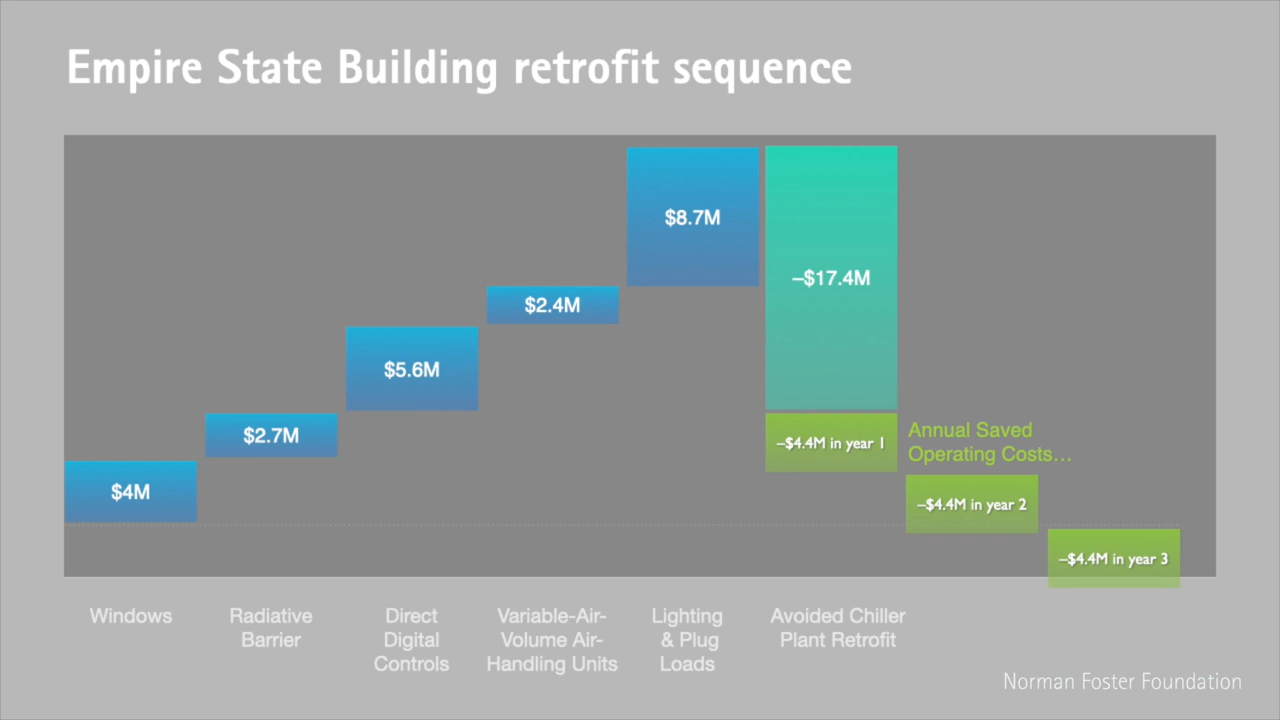 Empire State Building retrofit sequence
$8.7M
–$17.4M
$2.4M
$5.6M
$2.7M
$4M
–$4.4M in year 1
Annual Saved
Operating Costs…
–$4.4M in year 2
–$4.4M in year 3
Windows
Radiative
Barrier
Direct
Digital
Controls
Variable-Air-
Volume Air-
Handling Units
Lighting
& Plug
Loads
Avoided Chiller
Plant Retrofit
Norman Foster Foundation